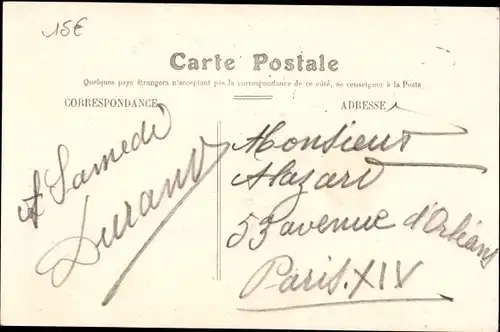 15€
Carte Postale
Quelques pays étrangers n'acceptant pas la correspondance de ce côté, se renseigner à la Poste
CORRESPONDANCE
ADRESSE
A Samedi
Durand
Monsieur
Alazard
53 avenue d'Orléans
Paris. XIV